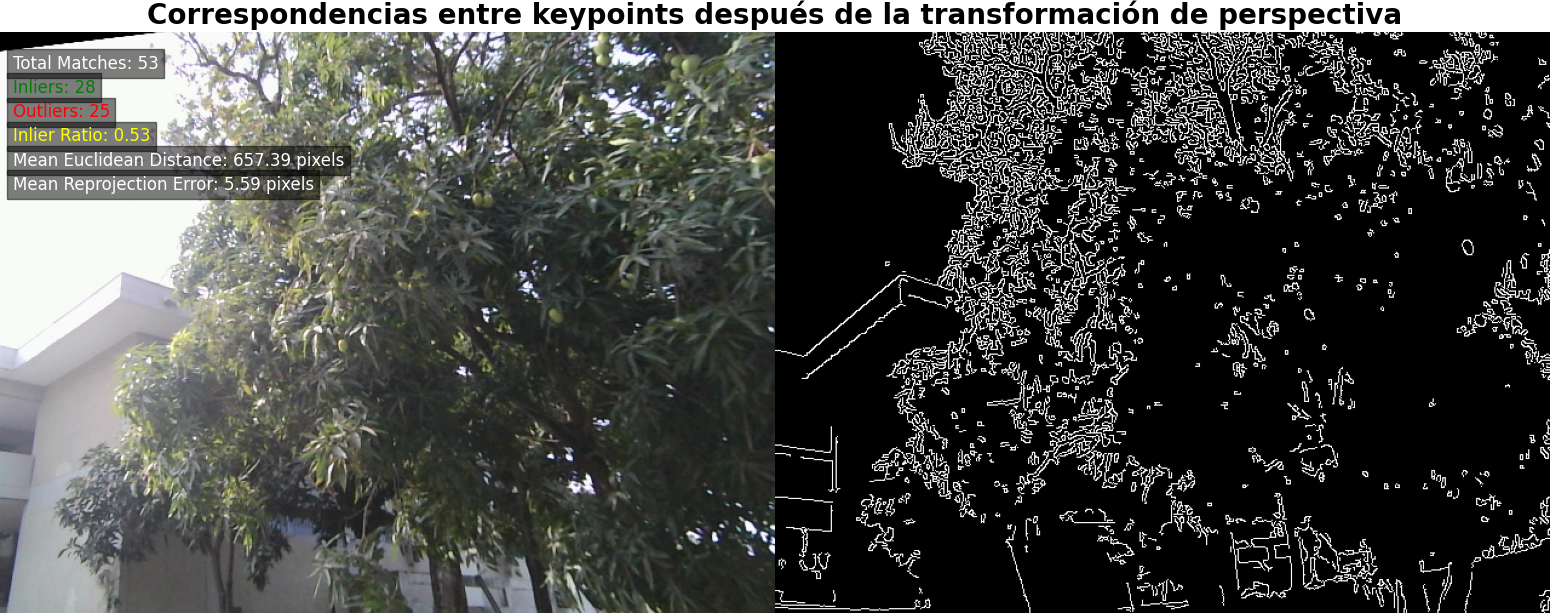 Correspondencias entre keypoints después de la transformación de perspectiva
Total Matches: 53
Inliers: 28
Outliers: 25
Inlier Ratio: 0.53
Mean Euclidean Distance: 657.39 pixels
Mean Reprojection Error: 5.59 pixels